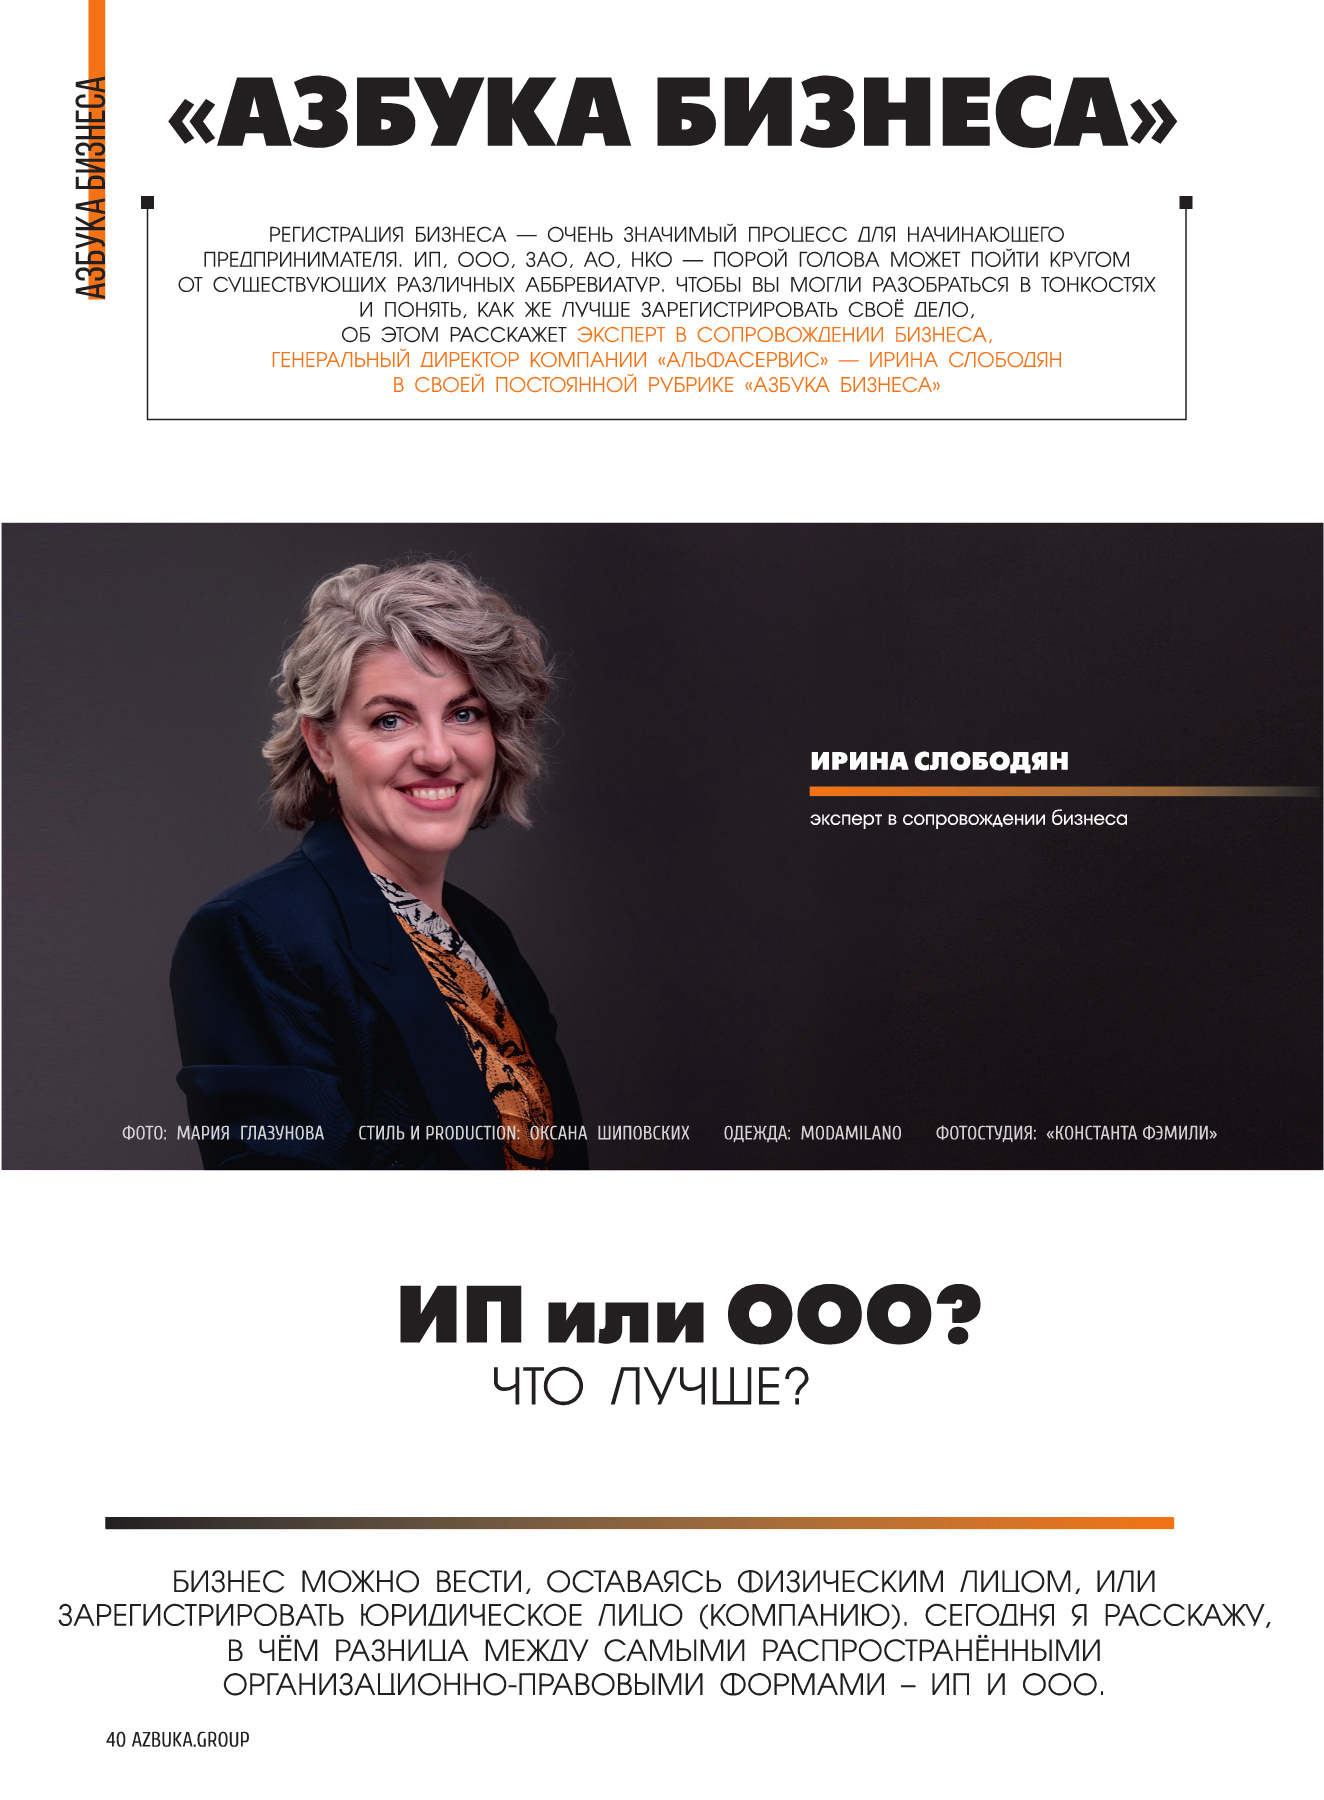 АЗБУКА БИЗНЕСА
«АЗБУКА БИЗНЕСА»
РЕГИСТРАЦИЯ БИЗНЕСА — ОЧЕНЬ ЗНАЧИМЫЙ ПРОЦЕСС ДЛЯ НАЧИНАЮЩЕГО
ПРЕДПРИНИМАТЕЛЯ. ИП, ООО, ЗАО, АО, НКО — ПОРОЙ ГОЛОВА МОЖЕТ ПОЙТИ КРУГОМ
ОТ СУЩЕСТВУЮЩИХ РАЗЛИЧНЫХ АББРЕВИАТУР. ЧТОБЫ ВЫ МОГЛИ РАЗОБРАТЬСЯ В ТОНКОСТЯХ
И ПОНЯТЬ, КАК ЖЕ ЛУЧШЕ ЗАРЕГИСТРИРОВАТЬ СВОЁ ДЕЛО,
ОБ ЭТОМ РАССКАЖЕТ ЭКСПЕРТ В СОПРОВОЖДЕНИИ БИЗНЕСА,
ГЕНЕРАЛЬНЫЙ ДИРЕКТОР КОМПАНИИ «АЛЬФАСЕРВИС» — ИРИНА СЛОБОДЯН
В СВОЕЙ ПОСТОЯННОЙ РУБРИКЕ «АЗБУКА БИЗНЕСА»
ИРИНА СЛОБОДЯН
эксперт в сопровождении бизнеса
ФОТО: МАРИЯ ГЛАЗУНОВА СТИЛЬ И PRODUCTION: ОКСАНА ШИПОВСКИХ ОДЕЖДА: MODAMILANO ФОТОСТУДИЯ: «КОНСТАНТА ФЭМИЛИ»
ИП или ООО?
ЧТО ЛУЧШЕ?
БИЗНЕС МОЖНО ВЕСТИ, ОСТАВАЯСЬ ФИЗИЧЕСКИМ ЛИЦОМ, ИЛИ
ЗАРЕГИСТРИРОВАТЬ ЮРИДИЧЕСКОЕ ЛИЦО (КОМПАНИЮ). СЕГОДНЯ Я РАССКАЖУ,
В ЧЁМ РАЗНИЦА МЕЖДУ САМЫМИ РАСПРОСТРАНЁННЫМИ
ОРГАНИЗАЦИОННО-ПРАВОВЫМИ ФОРМАМИ – ИП И ООО.
40 AZBUKA.GROUP